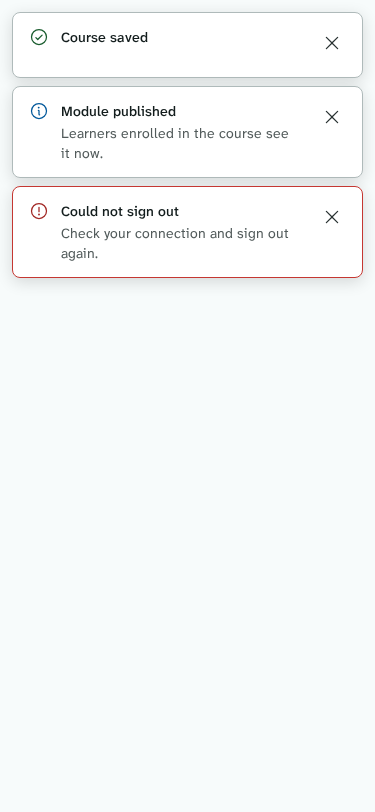 Course saved
Module published
Learners enrolled in the course see
it now.
Could not sign out
Check your connection and sign out
again.